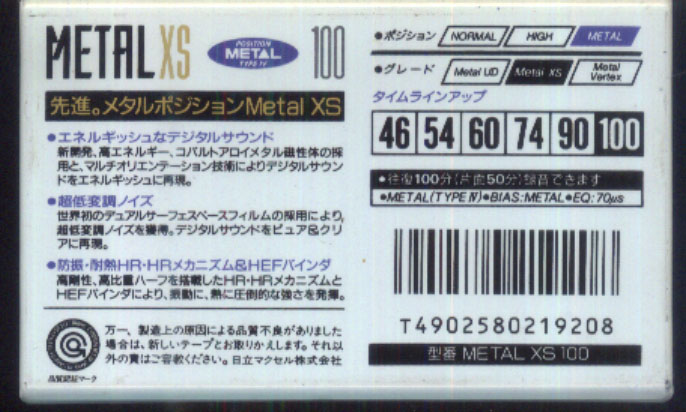 METAL XS
POSITION
METAL
TYPE IV
100
先進。メタルポジションMetal XS
●エネルギッシュなデジタルサウンド
新開発、高エネルギー、コバルトアロイメタル磁性体の採
用と、マルチオリエンテーション技術によりデジタルサウン
ドをエネルギッシュに再現。
●超低変調ノイズ
世界初のデュアルサーフェスベースフィルムの採用により、
超低変調ノイズを獲得。デジタルサウンドをピュア&クリ
アに再現。
●防振・耐熱HR・HRメカニズム&HEFバインダ
高剛性、高比重ハーフを搭載したHR・HRメカニズムと
HEFバインダにより、振動に、熱に圧倒的な強さを発揮。
万一、製造上の原因による品質不良がありました
場合は、新しいテープとお取りかえします。それ以
外の責はご容赦ください。日立マクセル株式会社
品質認証マーク
●ポジション NORMAL HIGH METAL
●グレード Metal UD Metal XS Metal Vertex
タイムラインアップ
46 54 60 74 90 100
●往復100分(片面50分)録音できます
●METAL(TYPE IV)●BIAS:METAL●EQ:70μs
T4902580219208
型番 METAL XS 100